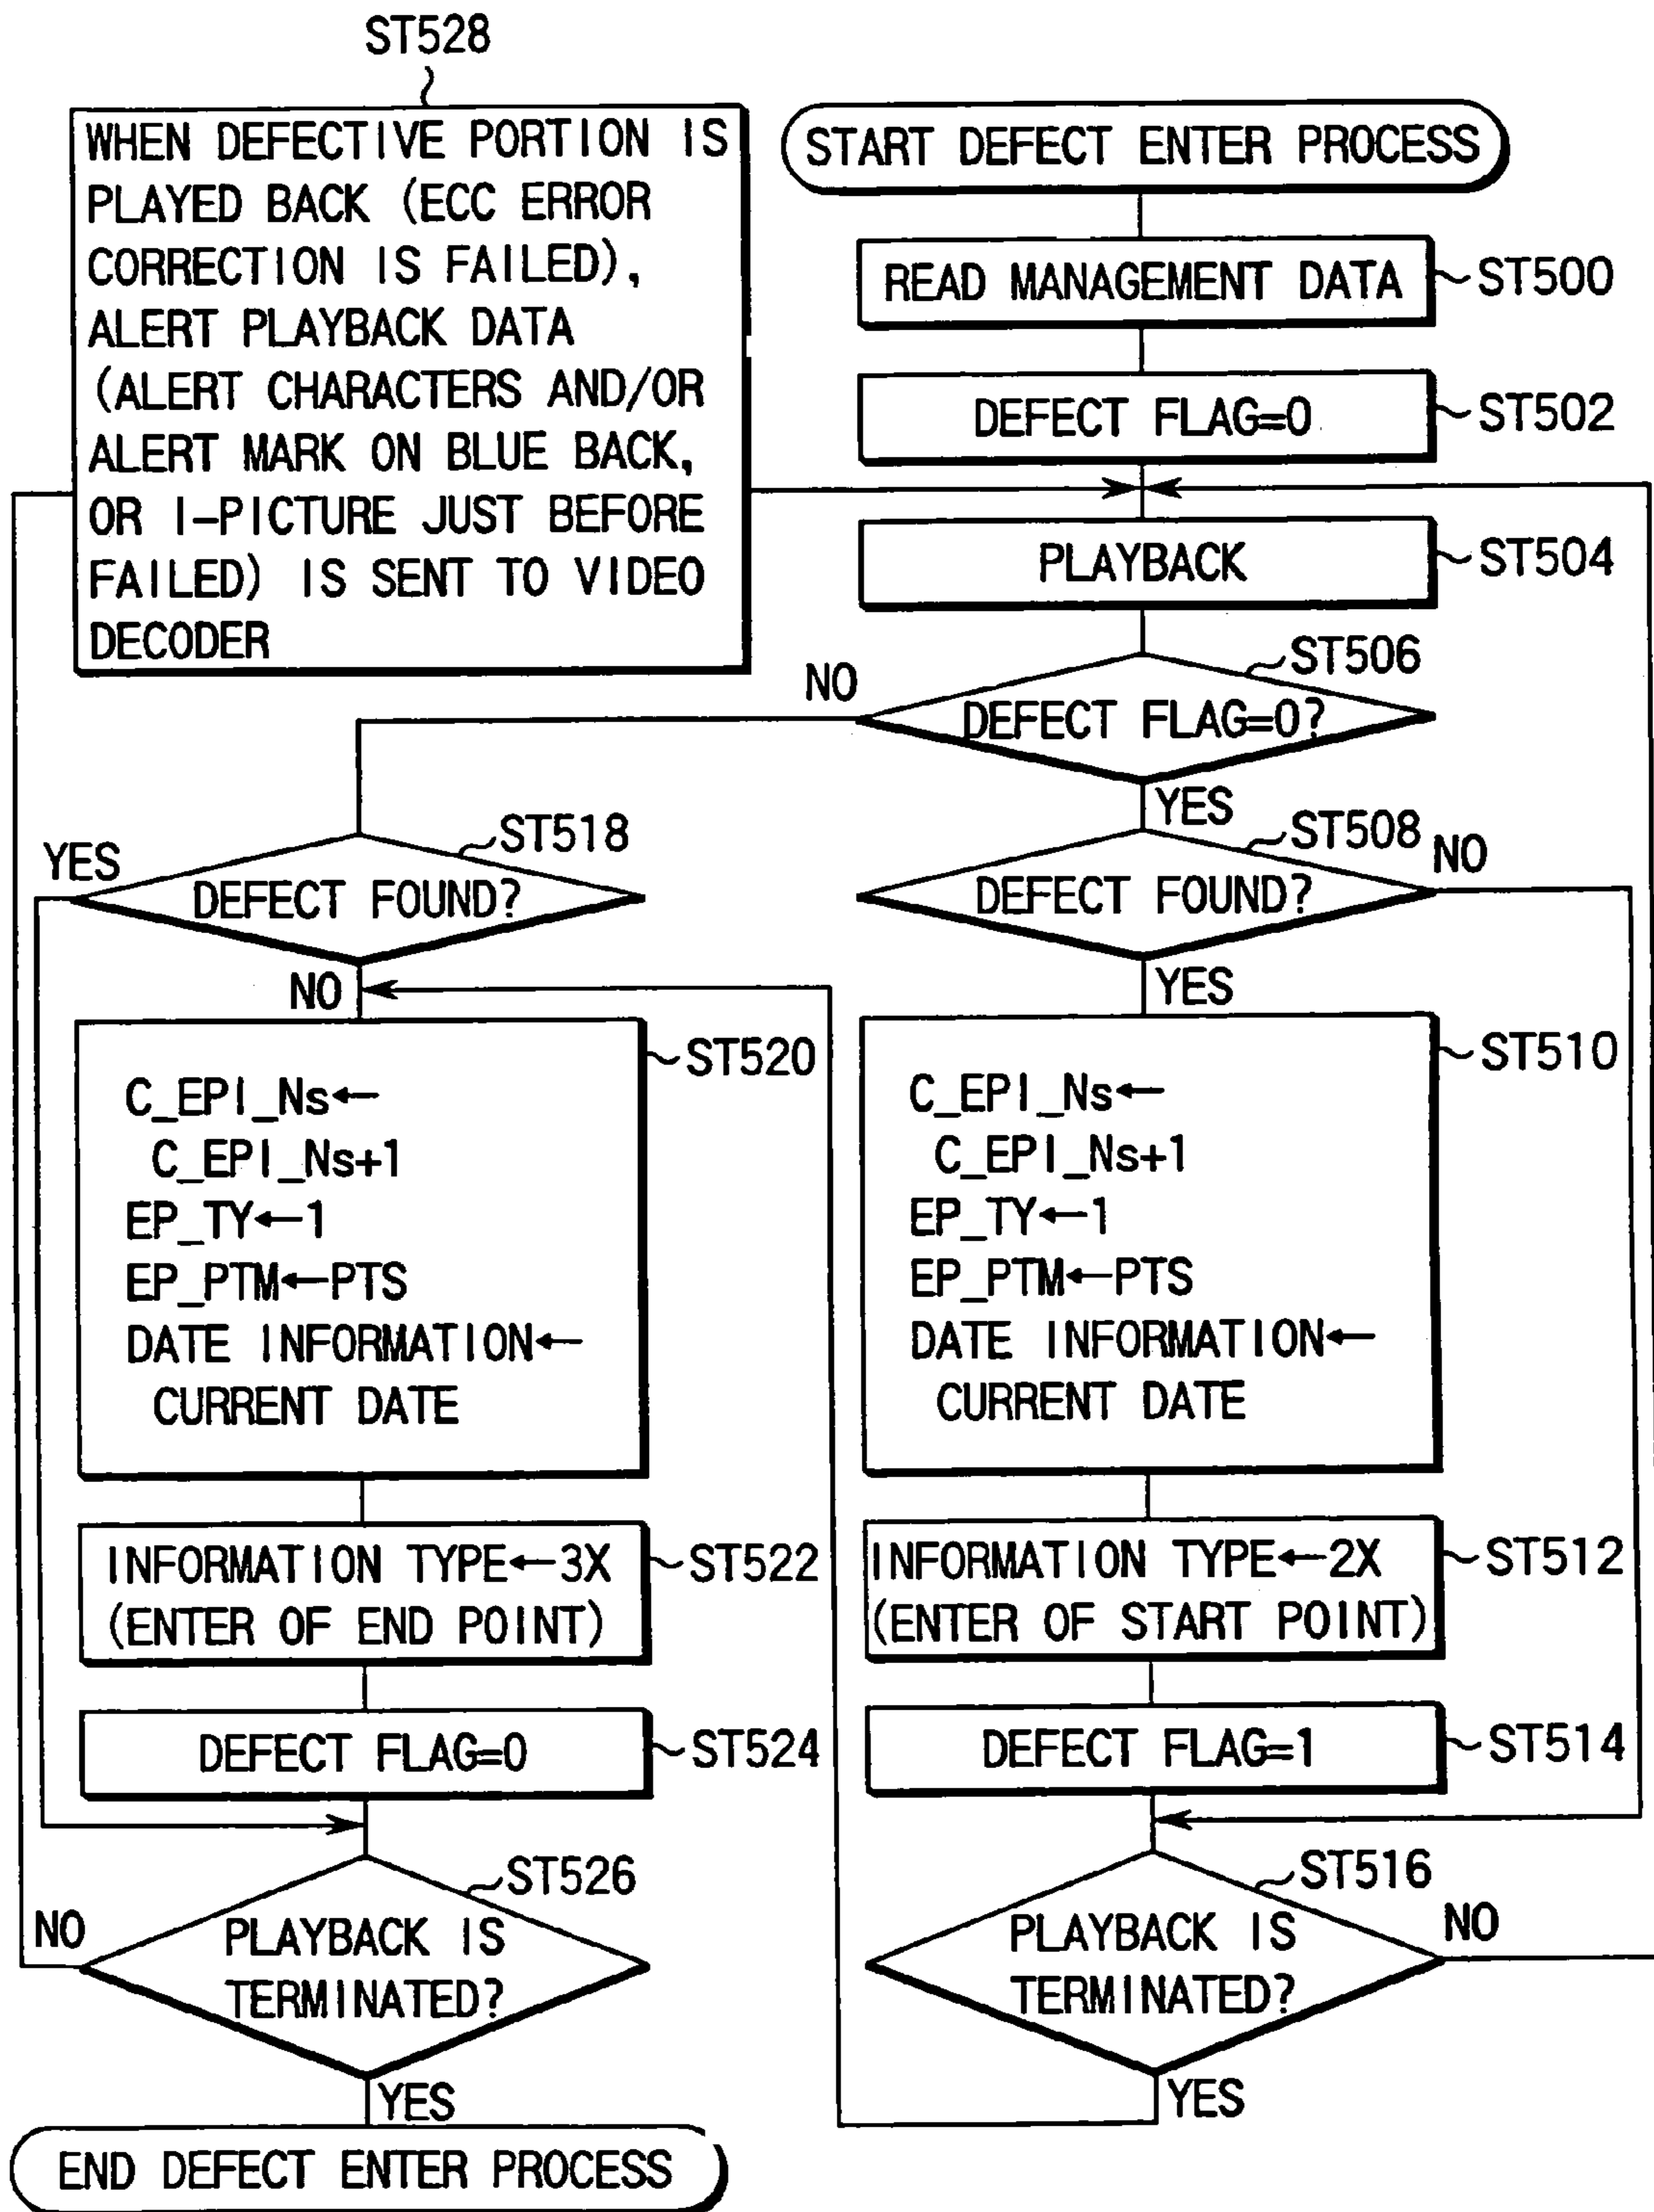 ST528
WHEN DEFECTIVE PORTION IS
PLAYED BACK (ECC ERROR
CORRECTION IS FAILED),
ALERT PLAYBACK DATA
(ALERT CHARACTERS AND/OR
ALERT MARK ON BLUE BACK,
OR I-PICTURE JUST BEFORE
FAILED) IS SENT TO VIDEO
DECODER
START DEFECT ENTER PROCESS
READ MANAGEMENT DATA
ST500
DEFECT FLAG=0
ST502
PLAYBACK
ST504
ST506
DEFECT FLAG=0?
NO
YES
ST508
DEFECT FOUND?
NO
YES
C_EPI_Ns←
C_EPI_Ns+1
EP_TY←1
EP_PTM←PTS
DATE INFORMATION←
CURRENT DATE
ST510
INFORMATION TYPE←2X
(ENTER OF START POINT)
ST512
DEFECT FLAG=1
ST514
ST516
PLAYBACK IS
TERMINATED?
NO
YES
ST518
YES
DEFECT FOUND?
NO
C_EPI_Ns←
C_EPI_Ns+1
EP_TY←1
EP_PTM←PTS
DATE INFORMATION←
CURRENT DATE
ST520
INFORMATION TYPE←3X
(ENTER OF END POINT)
ST522
DEFECT FLAG=0
ST524
ST526
NO
PLAYBACK IS
TERMINATED?
YES
END DEFECT ENTER PROCESS